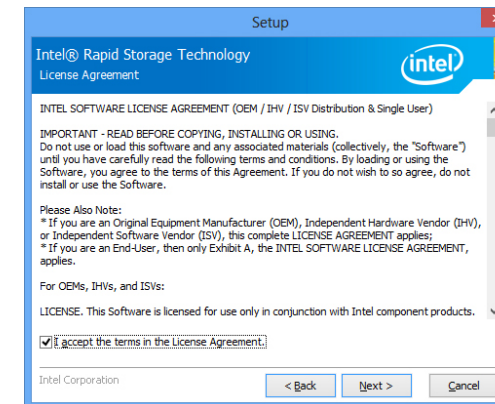 Setup
Intel® Rapid Storage Technology
License Agreement
intel
INTEL SOFTWARE LICENSE AGREEMENT (OEM / IHV / ISV Distribution & Single User)
IMPORTANT - READ BEFORE COPYING, INSTALLING OR USING.
Do not use or load this software and any associated materials (collectively, the "Software")
until you have carefully read the following terms and conditions. By loading or using the
Software, you agree to the terms of this Agreement. If you do not wish to so agree, do not
install or use the Software.
Please Also Note:
* If you are an Original Equipment Manufacturer (OEM), Independent Hardware Vendor (IHV),
or Independent Software Vendor (ISV), this complete LICENSE AGREEMENT applies;
* If you are an End-User, then only Exhibit A, the INTEL SOFTWARE LICENSE AGREEMENT,
applies.
For OEMs, IHVs, and ISVs:
LICENSE. This Software is licensed for use only in conjunction with Intel component products.
I accept the terms in the License Agreement.
Intel Corporation
< Back
Next >
Cancel